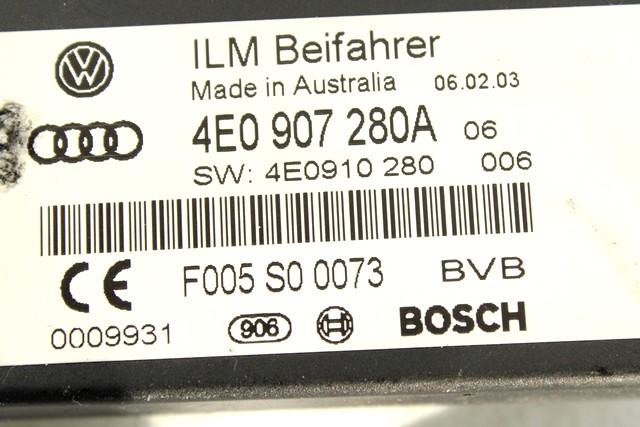 ILM Beifahrer
Made in Australia 06.02.03
4E0 907 280A 06
SW: 4E0910 280 006
F005 S0 0073 BVB
0009931 906 BOSCH